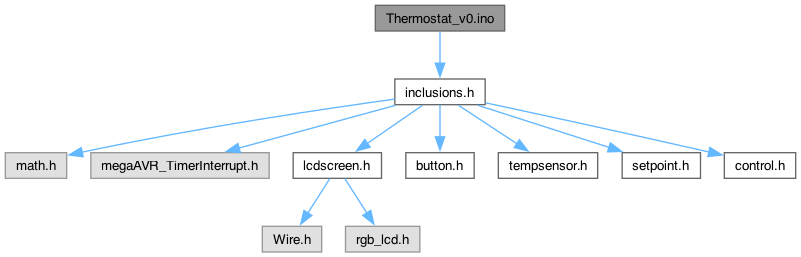 Thermostat_v0.ino
inclusions.h
math.h
megaAVR_TimerInterrupt.h
lcdscreen.h
button.h
tempsensor.h
setpoint.h
control.h
Wire.h
rgb_lcd.h